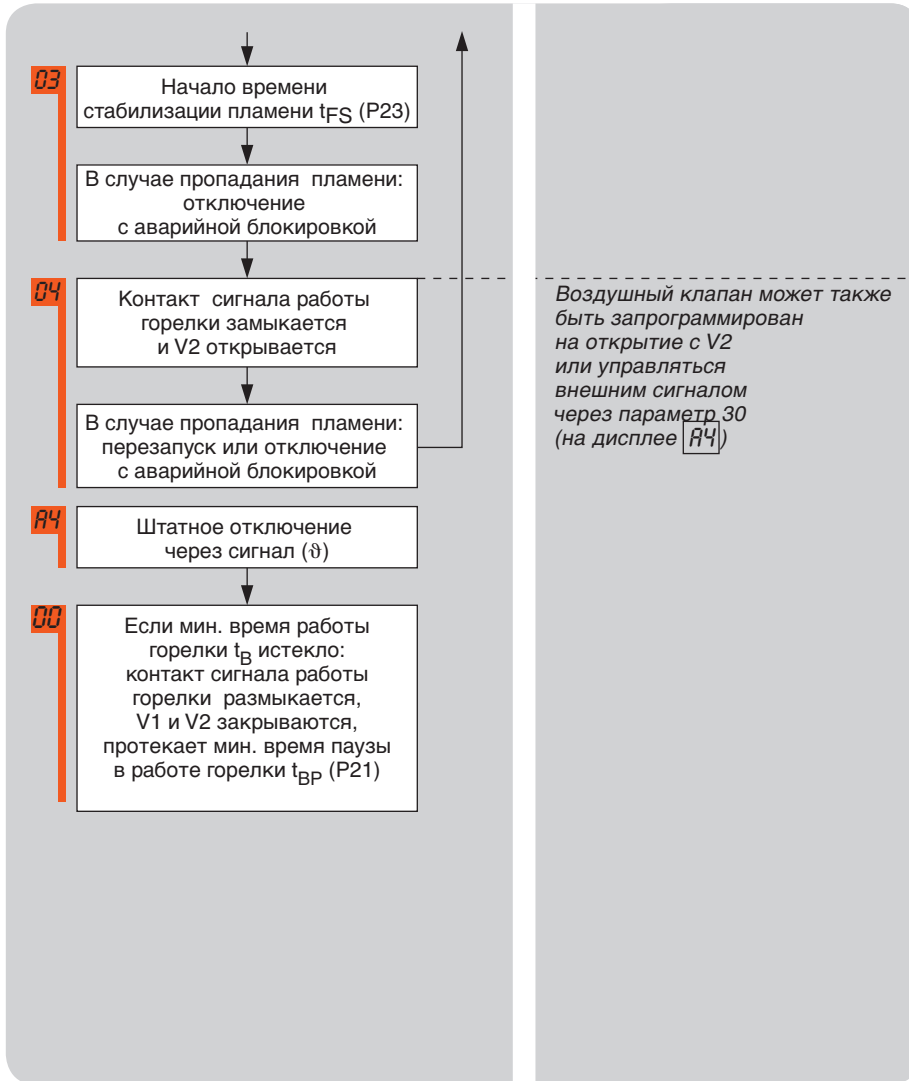 03
Начало времени
стабилизации пламени tFS (P23)
В случае пропадания пламени:
отключение
с аварийной блокировкой
04
Контакт сигнала работы
горелки замыкается
и V2 открывается
Воздушный клапан может также
быть запрограммирован
на открытие с V2
или управляться
внешним сигналом
через параметр 30
(на дисплее A4)
В случае пропадания пламени:
перезапуск или отключение
с аварийной блокировкой
A4
Штатное отключение
через сигнал (ϑ)
00
Если мин. время работы
горелки tB истекло:
контакт сигнала работы
горелки размыкается,
V1 и V2 закрываются,
протекает мин. время паузы
в работе горелки tBP (P21)